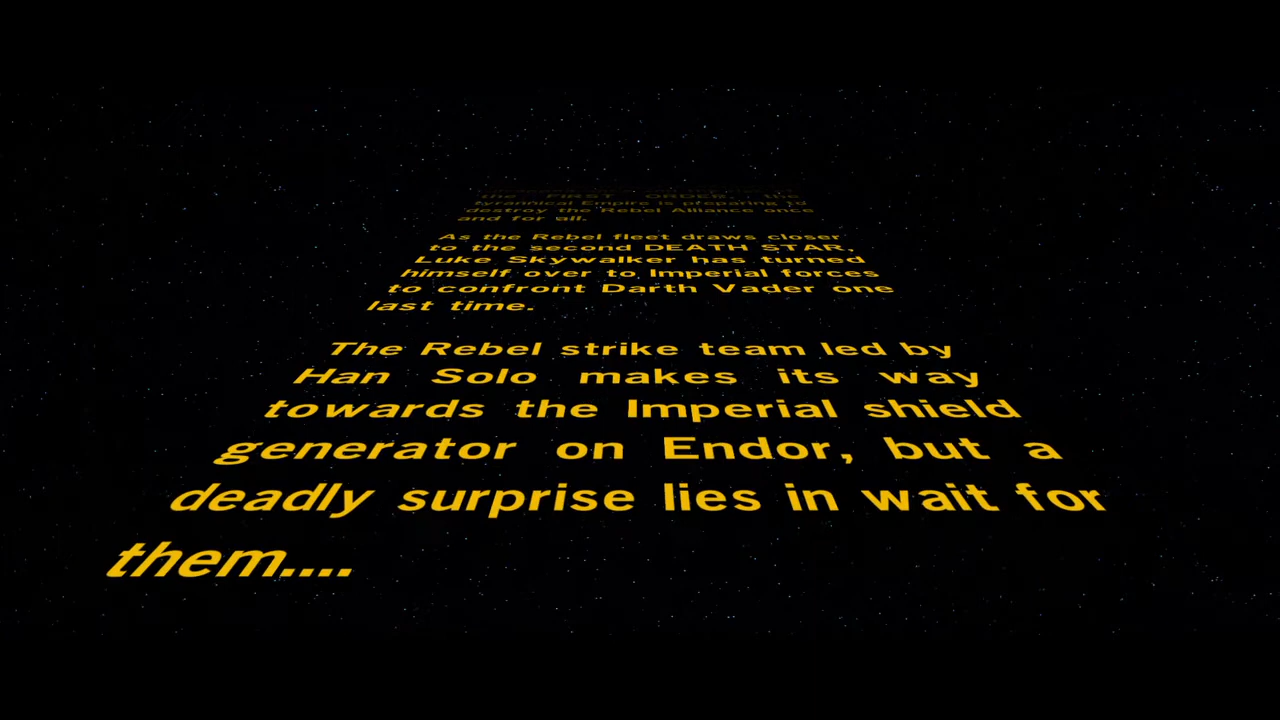 the FIRST ORDER, the
tyrannical Empire is preparing to
destroy the Rebel Alliance once
and for all.
As the Rebel fleet draws closer
to the second DEATH STAR,
Luke Skywalker has turned
himself over to Imperial forces
to confront Darth Vader one
last time.
The Rebel strike team led by
Han Solo makes its way
towards the Imperial shield
generator on Endor, but a
deadly surprise lies in wait for
them....